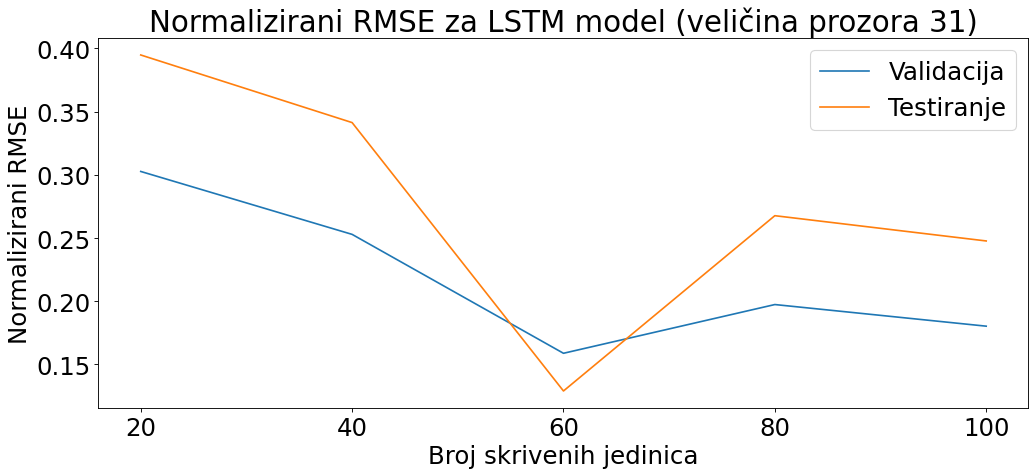 Normalizirani RMSE za LSTM model (veličina prozora 31)
Validacija
Testiranje
Normalizirani RMSE
0.40
0.35
0.30
0.25
0.20
0.15
20 40 60 80 100
Broj skrivenih jedinica